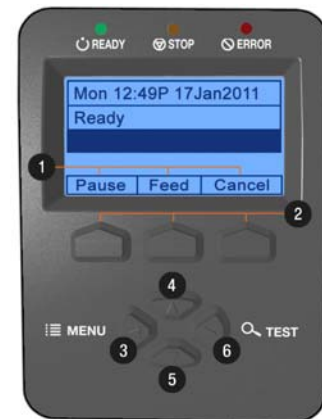 READY STOP ERROR
Mon 12:49P 17Jan2011
Ready
1
Pause Feed Cancel
2
4
MENU TEST
3 6
5